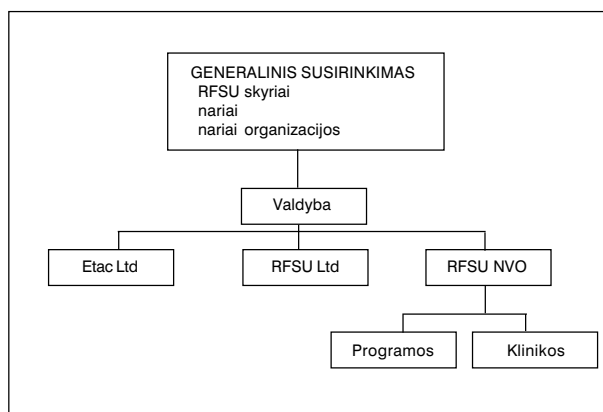 GENERALINIS SUSIRINKIMAS
RFSU skyriai
nariai
nariai organizacijos
Valdyba
Etac Ltd
RFSU Ltd
RFSU NVO
Programos
Klinikos